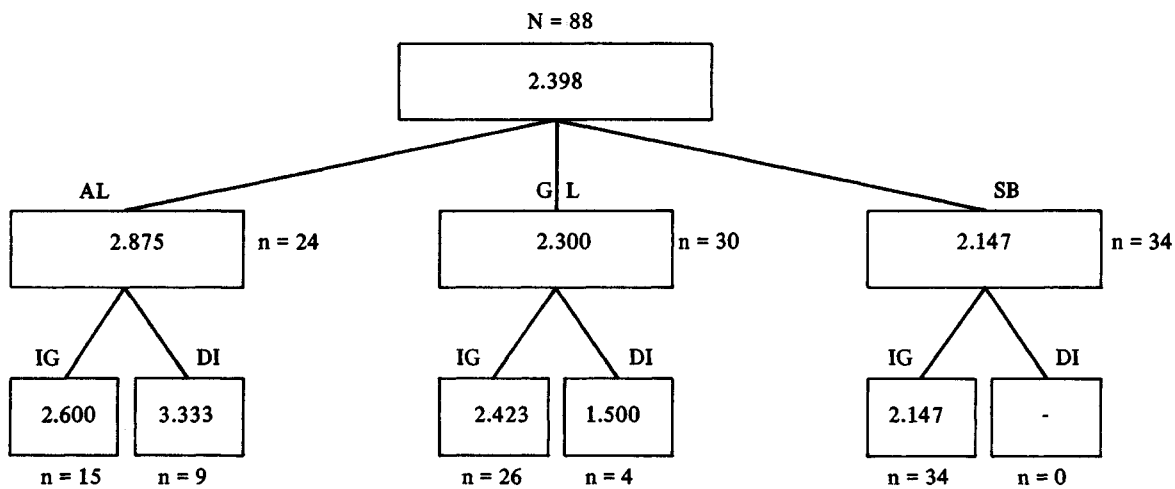 N = 88
2.398
AL G L SB
2.875 n = 24 2.300 n = 30 2.147 n = 34
IG DI IG DI IG DI
2.600 3.333 2.423 1.500 2.147 -
n = 15 n = 9 n = 26 n = 4 n = 34 n = 0